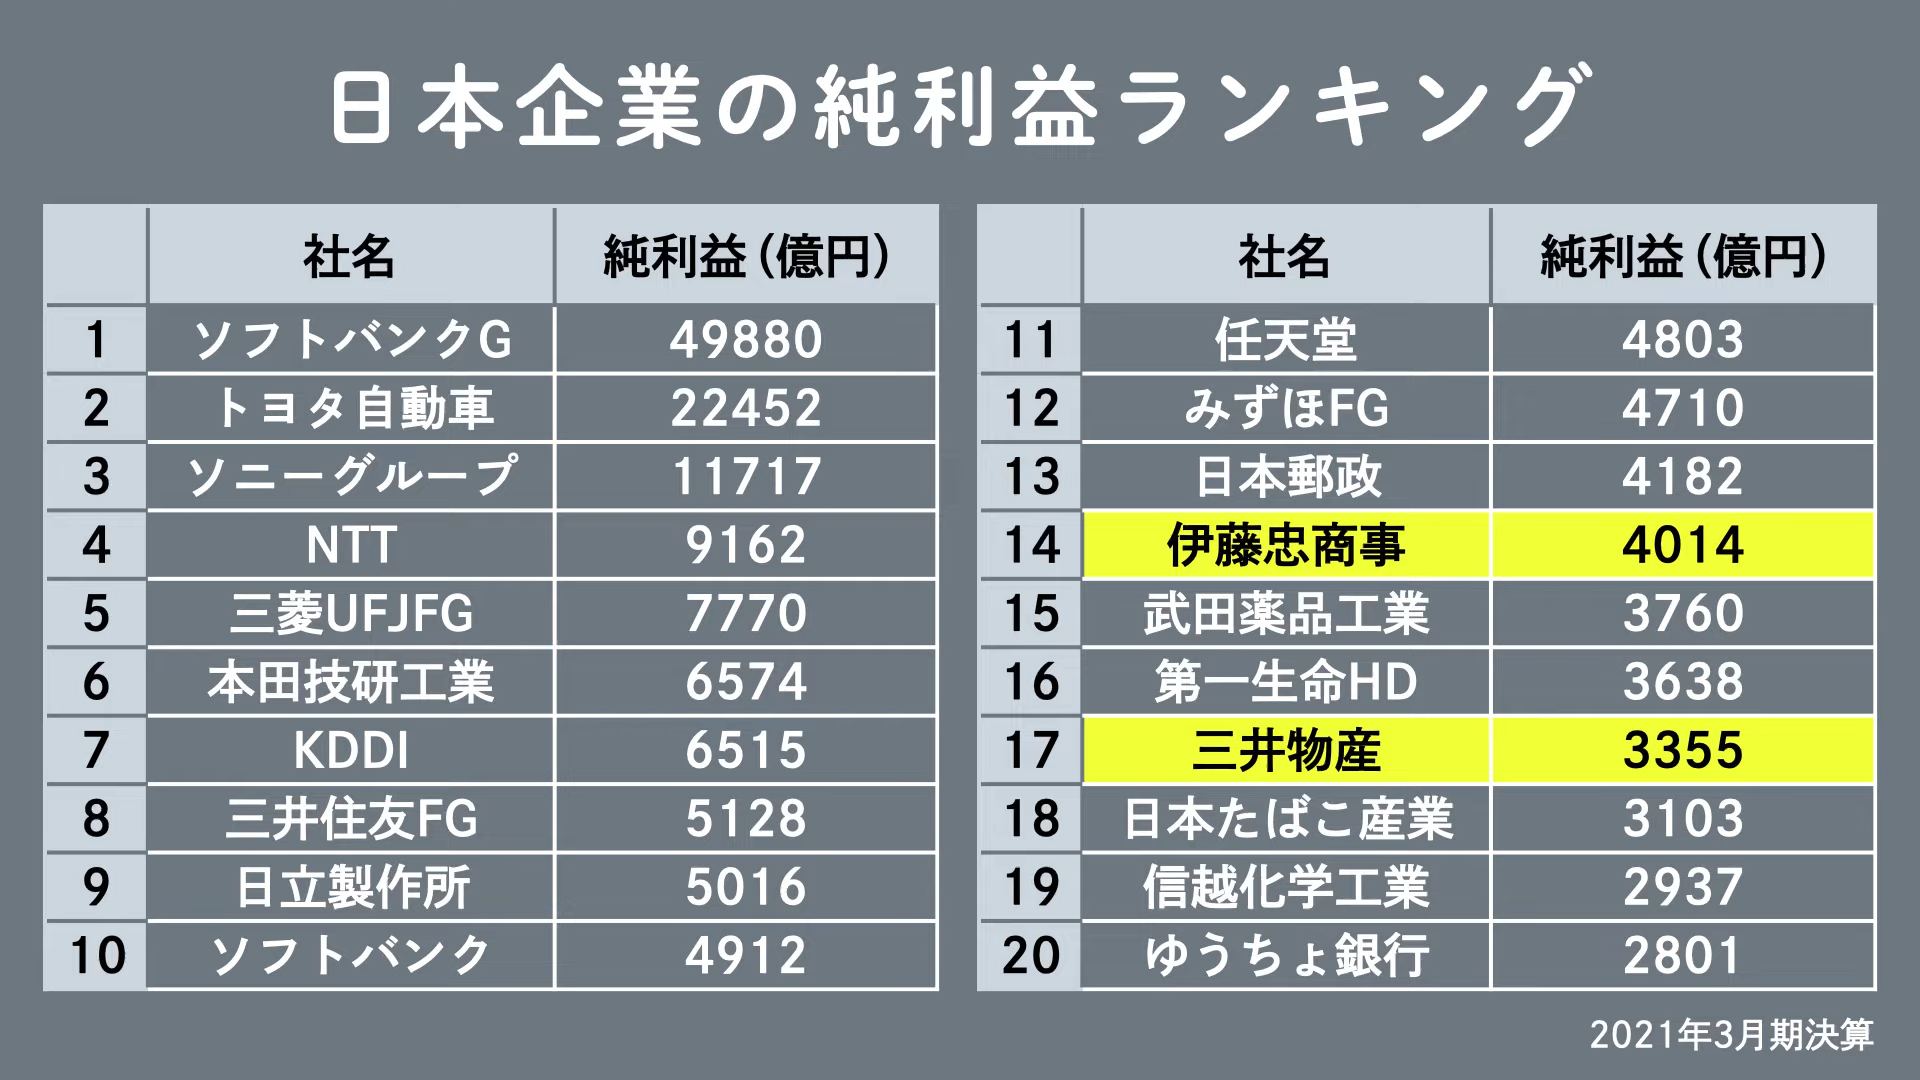 日本企業の純利益ランキング
社名 純利益(億円)
1 ソフトバンクG 49880
2 トヨタ自動車 22452
3 ソニーグループ 11717
4 NTT 9162
5 三菱UFJFG 7770
6 本田技研工業 6574
7 KDDI 6515
8 三井住友FG 5128
9 日立製作所 5016
10 ソフトバンク 4912
社名 純利益(億円)
11 任天堂 4803
12 みずほFG 4710
13 日本郵政 4182
14 伊藤忠商事 4014
15 武田薬品工業 3760
16 第一生命HD 3638
17 三井物産 3355
18 日本たばこ産業 3103
19 信越化学工業 2937
20 ゆうちょ銀行 2801
2021年3月期決算